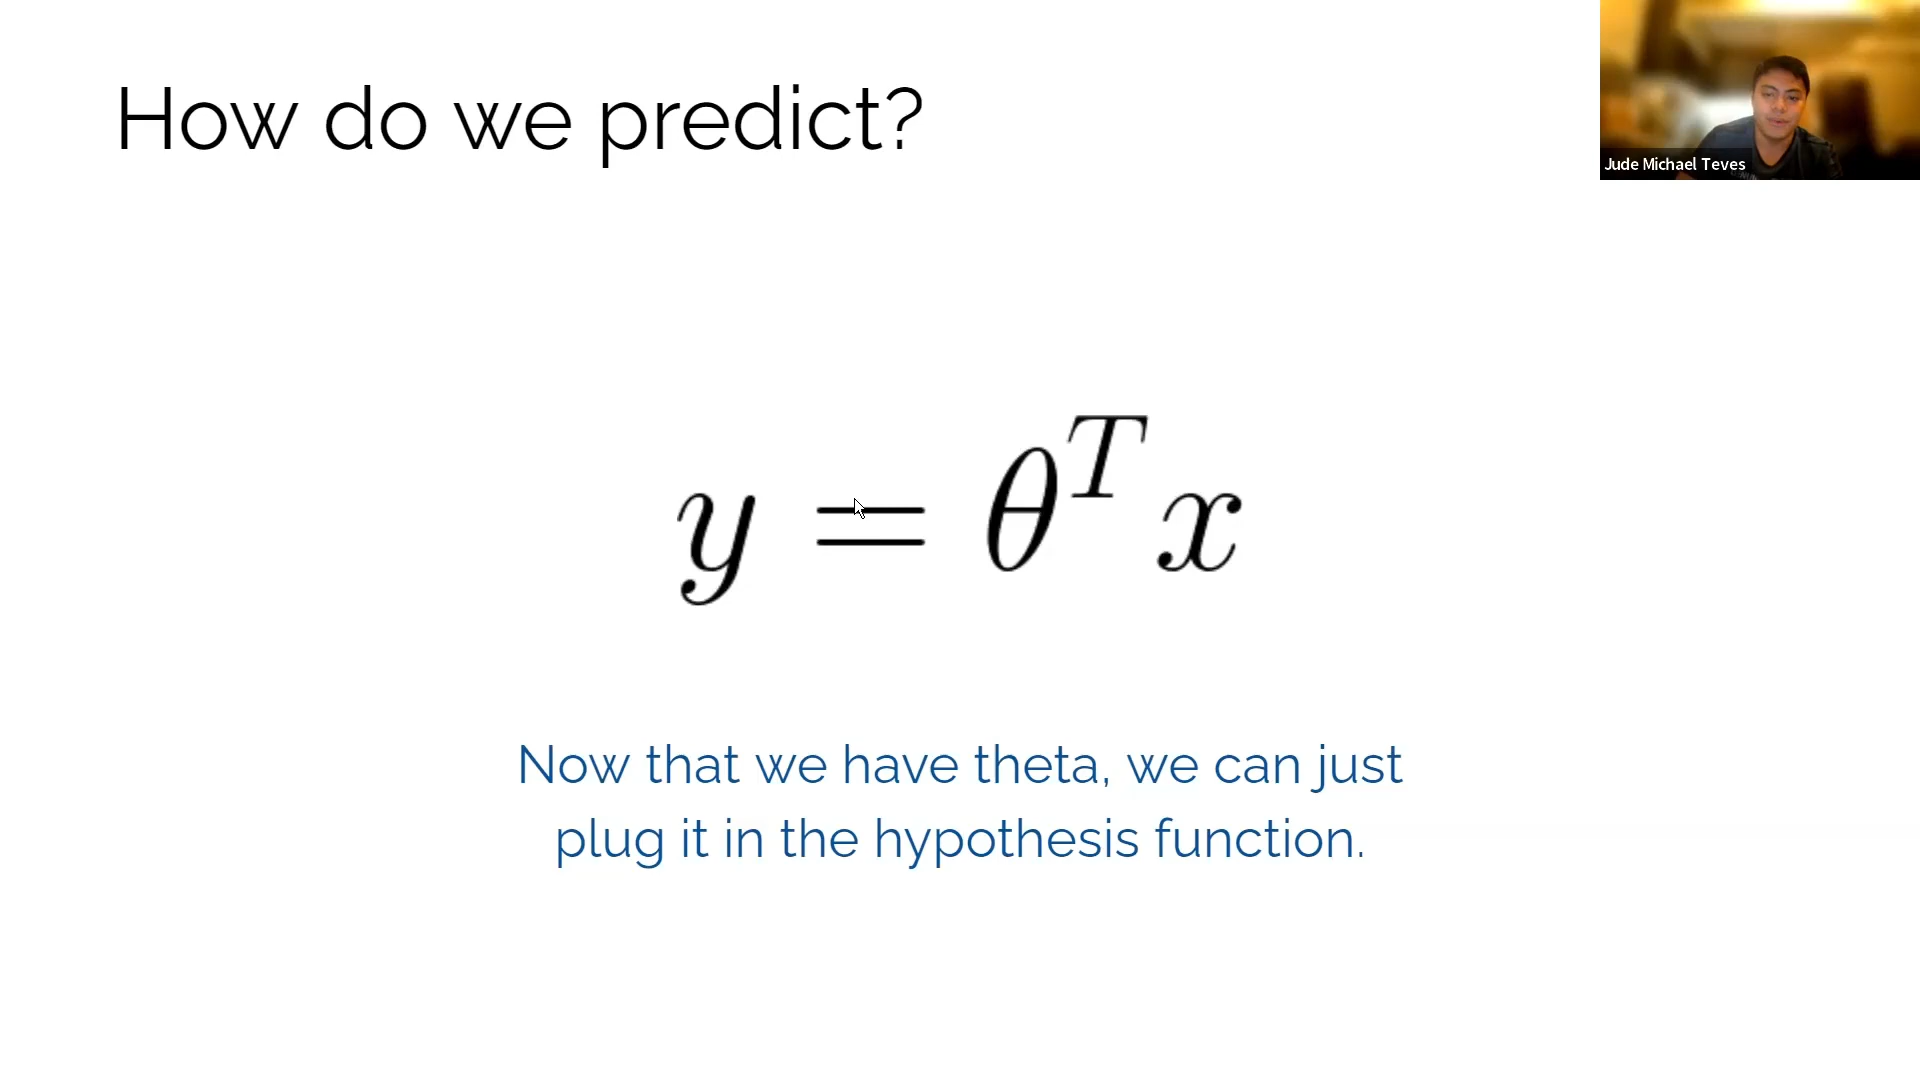 How do we predict?
Jude Michael Teves
y = θ^T x
Now that we have theta, we can just
plug it in the hypothesis function.